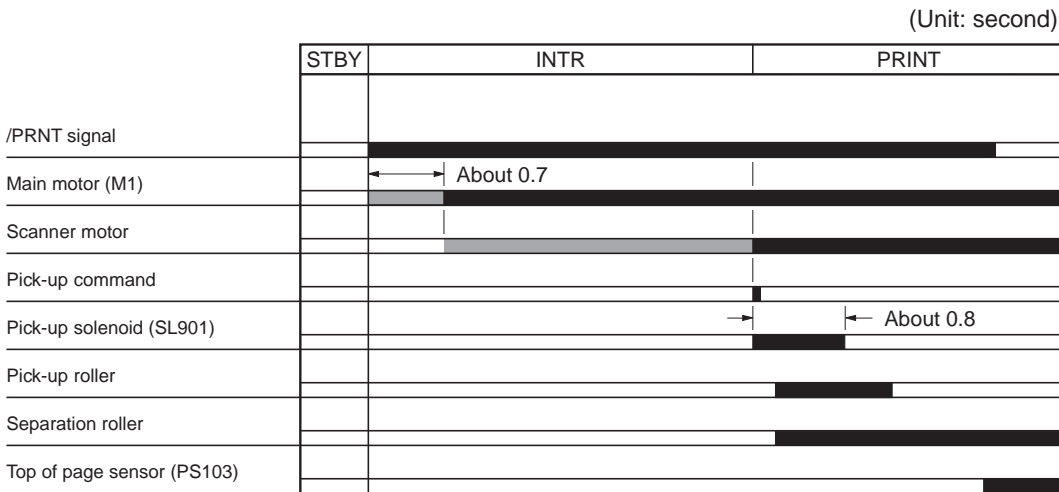 (Unit: second)
STBY INTR PRINT
/PRNT signal
Main motor (M1) About 0.7
Scanner motor
Pick-up command
Pick-up solenoid (SL901) About 0.8
Pick-up roller
Separation roller
Top of page sensor (PS103)